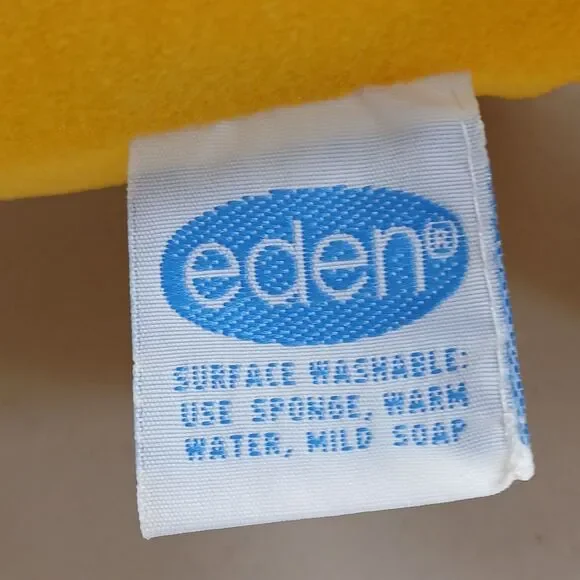 eden®
SURFACE WASHABLE:
USE SPONGE, WARM
WATER, MILD SOAP